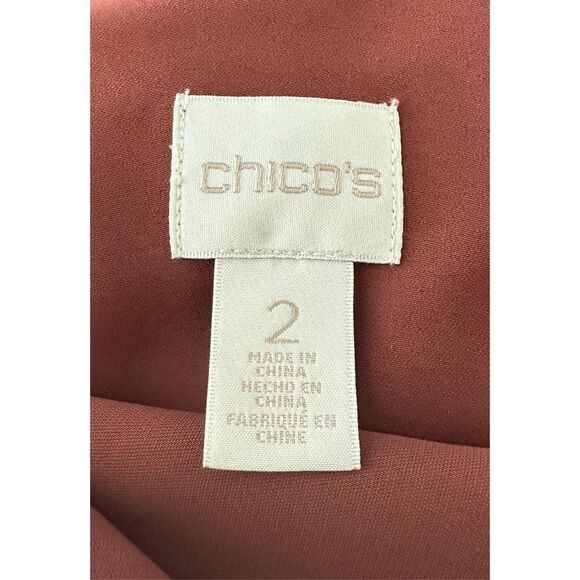 chico's
2
MADE IN
CHINA
HECHO EN
CHINA
FABRIQUÉ EN
CHINE